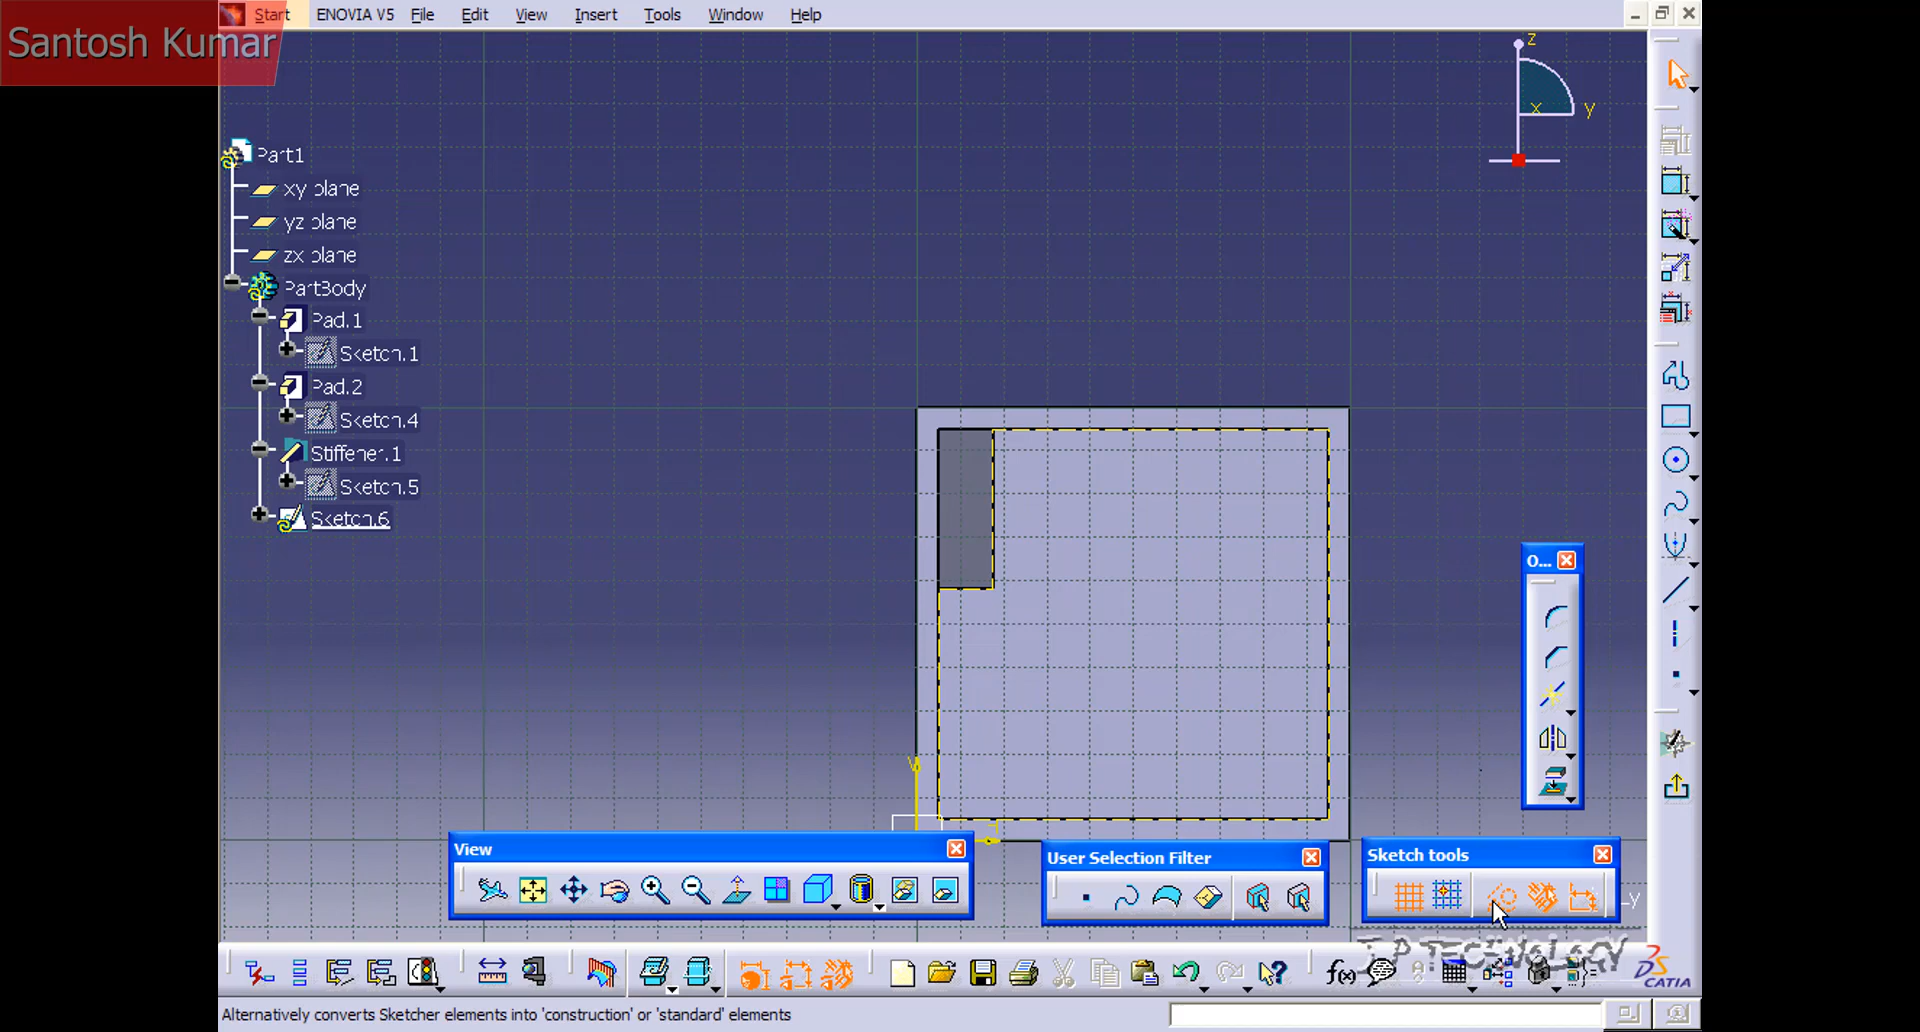 Santosh Kumar
Start ENOVIA V5 File Edit View Insert Tools Window Help
z
x y
Part1
xy plane
yz plane
zx plane
PartBody
Pad.1
Sketch.1
Pad.2
Sketch.4
Stiffener.1
Sketch.5
Sketch.6
O...
V
View
User Selection Filter
Sketch tools
y
TECHNOLOGY
f(x)
CATIA
Alternatively converts Sketcher elements into 'construction' or 'standard' elements